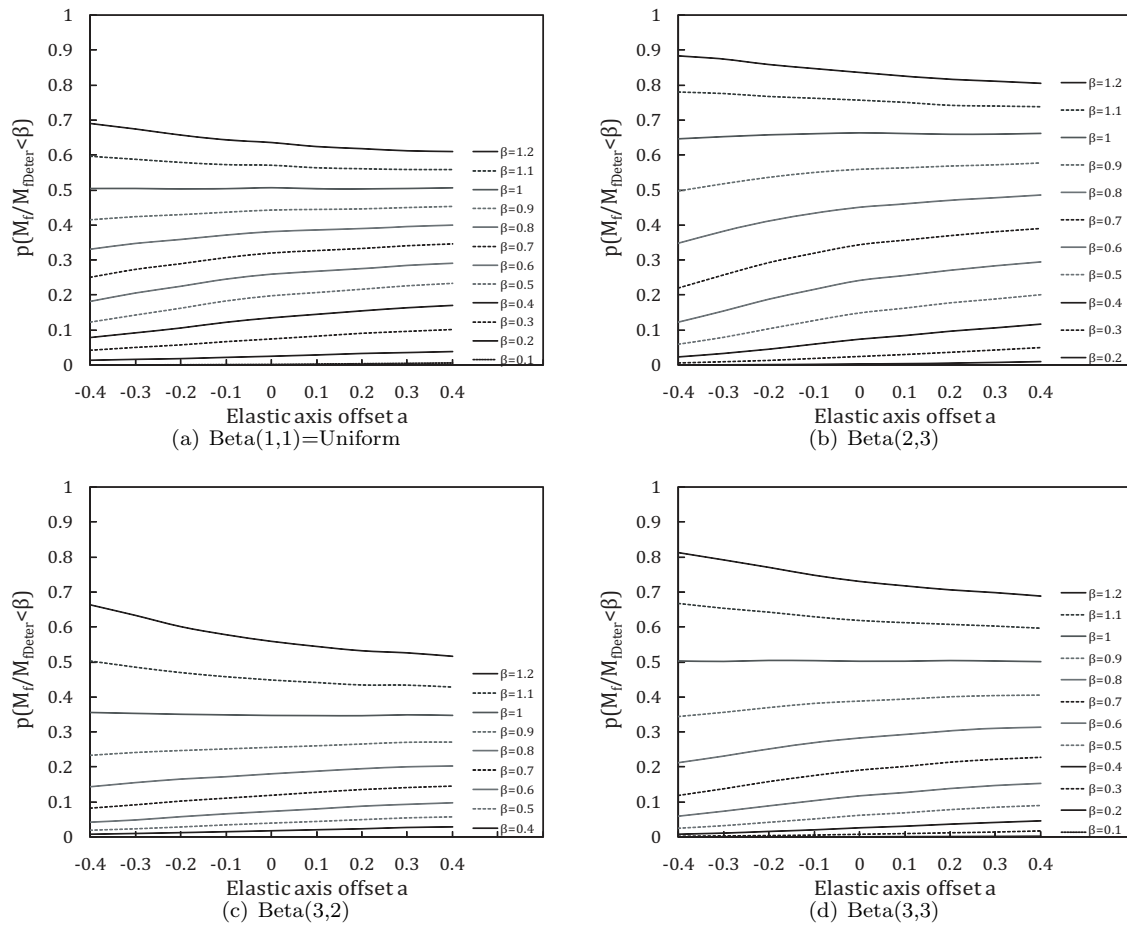 1
0.9
0.8
0.7
0.6
0.5
0.4
0.3
0.2
0.1
0
p(M_f/M_fDeter<β)
-0.4 -0.3 -0.2 -0.1 0 0.1 0.2 0.3 0.4
Elastic axis offset a
β=1.2
β=1.1
β=1
β=0.9
β=0.8
β=0.7
β=0.6
β=0.5
β=0.4
β=0.3
β=0.2
β=0.1
(a) Beta(1,1)=Uniform
1
0.9
0.8
0.7
0.6
0.5
0.4
0.3
0.2
0.1
0
p(M_f/M_fDeter<β)
-0.4 -0.3 -0.2 -0.1 0 0.1 0.2 0.3 0.4
Elastic axis offset a
β=1.2
β=1.1
β=1
β=0.9
β=0.8
β=0.7
β=0.6
β=0.5
β=0.4
β=0.3
β=0.2
(b) Beta(2,3)
1
0.9
0.8
0.7
0.6
0.5
0.4
0.3
0.2
0.1
0
p(M_f/M_fDeter<β)
-0.4 -0.3 -0.2 -0.1 0 0.1 0.2 0.3 0.4
Elastic axis offset a
β=1.2
β=1.1
β=1
β=0.9
β=0.8
β=0.7
β=0.6
β=0.5
β=0.4
(c) Beta(3,2)
1
0.9
0.8
0.7
0.6
0.5
0.4
0.3
0.2
0.1
0
p(M_f/M_fDeter<β)
-0.4 -0.3 -0.2 -0.1 0 0.1 0.2 0.3 0.4
Elastic axis offset a
β=1.2
β=1.1
β=1
β=0.9
β=0.8
β=0.7
β=0.6
β=0.5
β=0.4
β=0.3
β=0.2
β=0.1
(d) Beta(3,3)